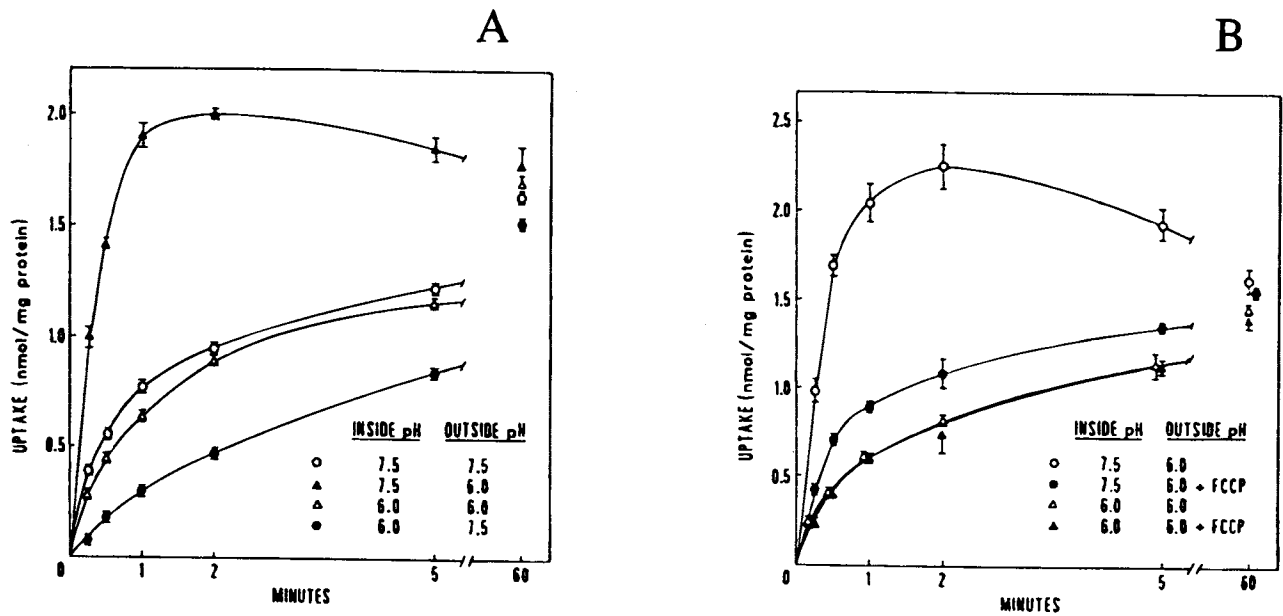 A
2.0
1.5
1.0
0.5
0
1
2
5
60
UPTAKE (nmol/mg protein)
MINUTES
INSIDE pH OUTSIDE pH
7.5 7.5
7.5 6.0
6.0 6.0
6.0 7.5
B
2.5
2.0
1.5
1.0
0.5
0
1
2
5
60
UPTAKE (nmol/mg protein)
MINUTES
INSIDE pH OUTSIDE pH
7.5 6.0
7.5 6.0 + FCCP
6.0 6.0
6.0 6.0 + FCCP